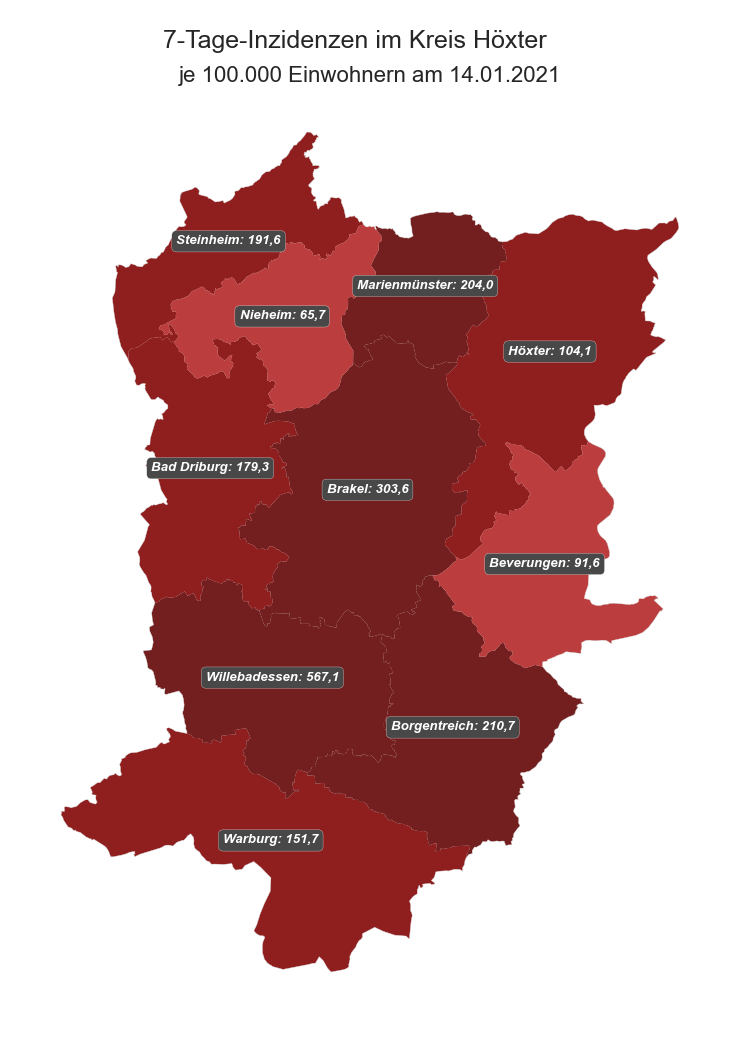 7-Tage-Inzidenzen im Kreis Höxter
je 100.000 Einwohnern am 14.01.2021
Steinheim: 191,6
Marienmünster: 204,0
Nieheim: 65,7
Höxter: 104,1
Bad Driburg: 179,3
Brakel: 303,6
Beverungen: 91,6
Willebadessen: 567,1
Borgentreich: 210,7
Warburg: 151,7